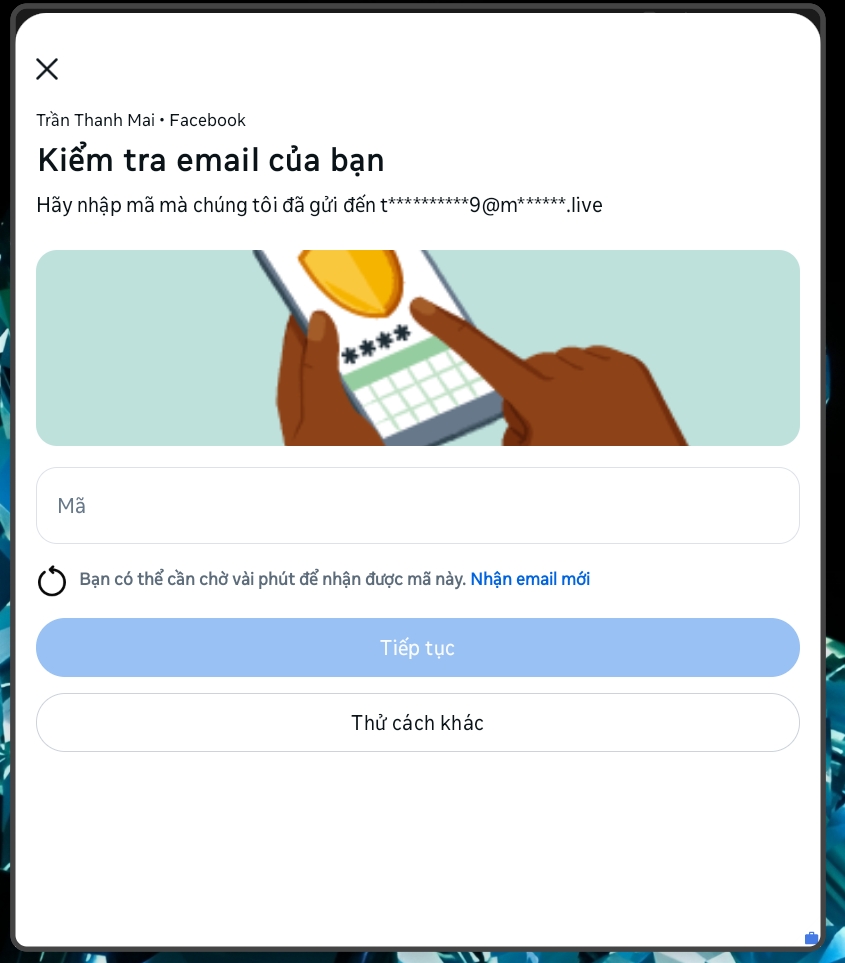 Trần Thanh Mai • Facebook
Kiểm tra email của bạn
Hãy nhập mã mà chúng tôi đã gửi đến t**********9@m******.live
****
Mã
Bạn có thể cần chờ vài phút để nhận được mã này. Nhận email mới
Tiếp tục
Thử cách khác